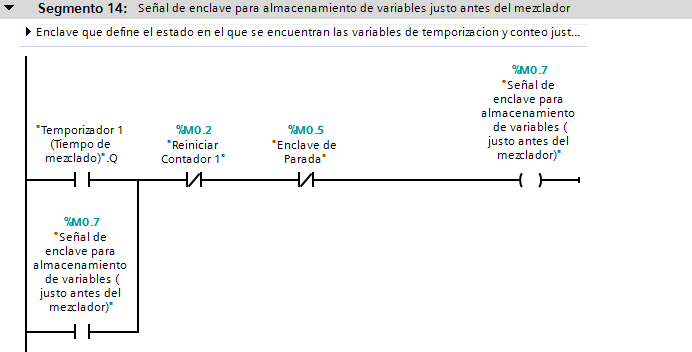 Segmento 14: Señal de enclave para almacenamiento de variables justo antes del mezclador
Enclave que define el estado en el que se encuentran las variables de temporizacion y conteo just...
%M0.7
"Señal de
enclave para
almacenamiento
de variables (
justo antes del
mezclador)"
"Temporizador 1
(Tiempo de
mezclado)".Q
%M0.2
"Reiniciar
Contador 1"
%M0.5
"Enclave de
Parada"
%M0.7
"Señal de
enclave para
almacenamiento
de variables (
justo antes del
mezclador)"